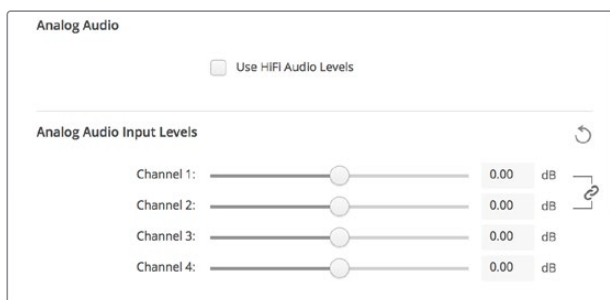 Analog Audio
Use HiFi Audio Levels
Analog Audio Input Levels
Channel 1: 0.00 dB
Channel 2: 0.00 dB
Channel 3: 0.00 dB
Channel 4: 0.00 dB